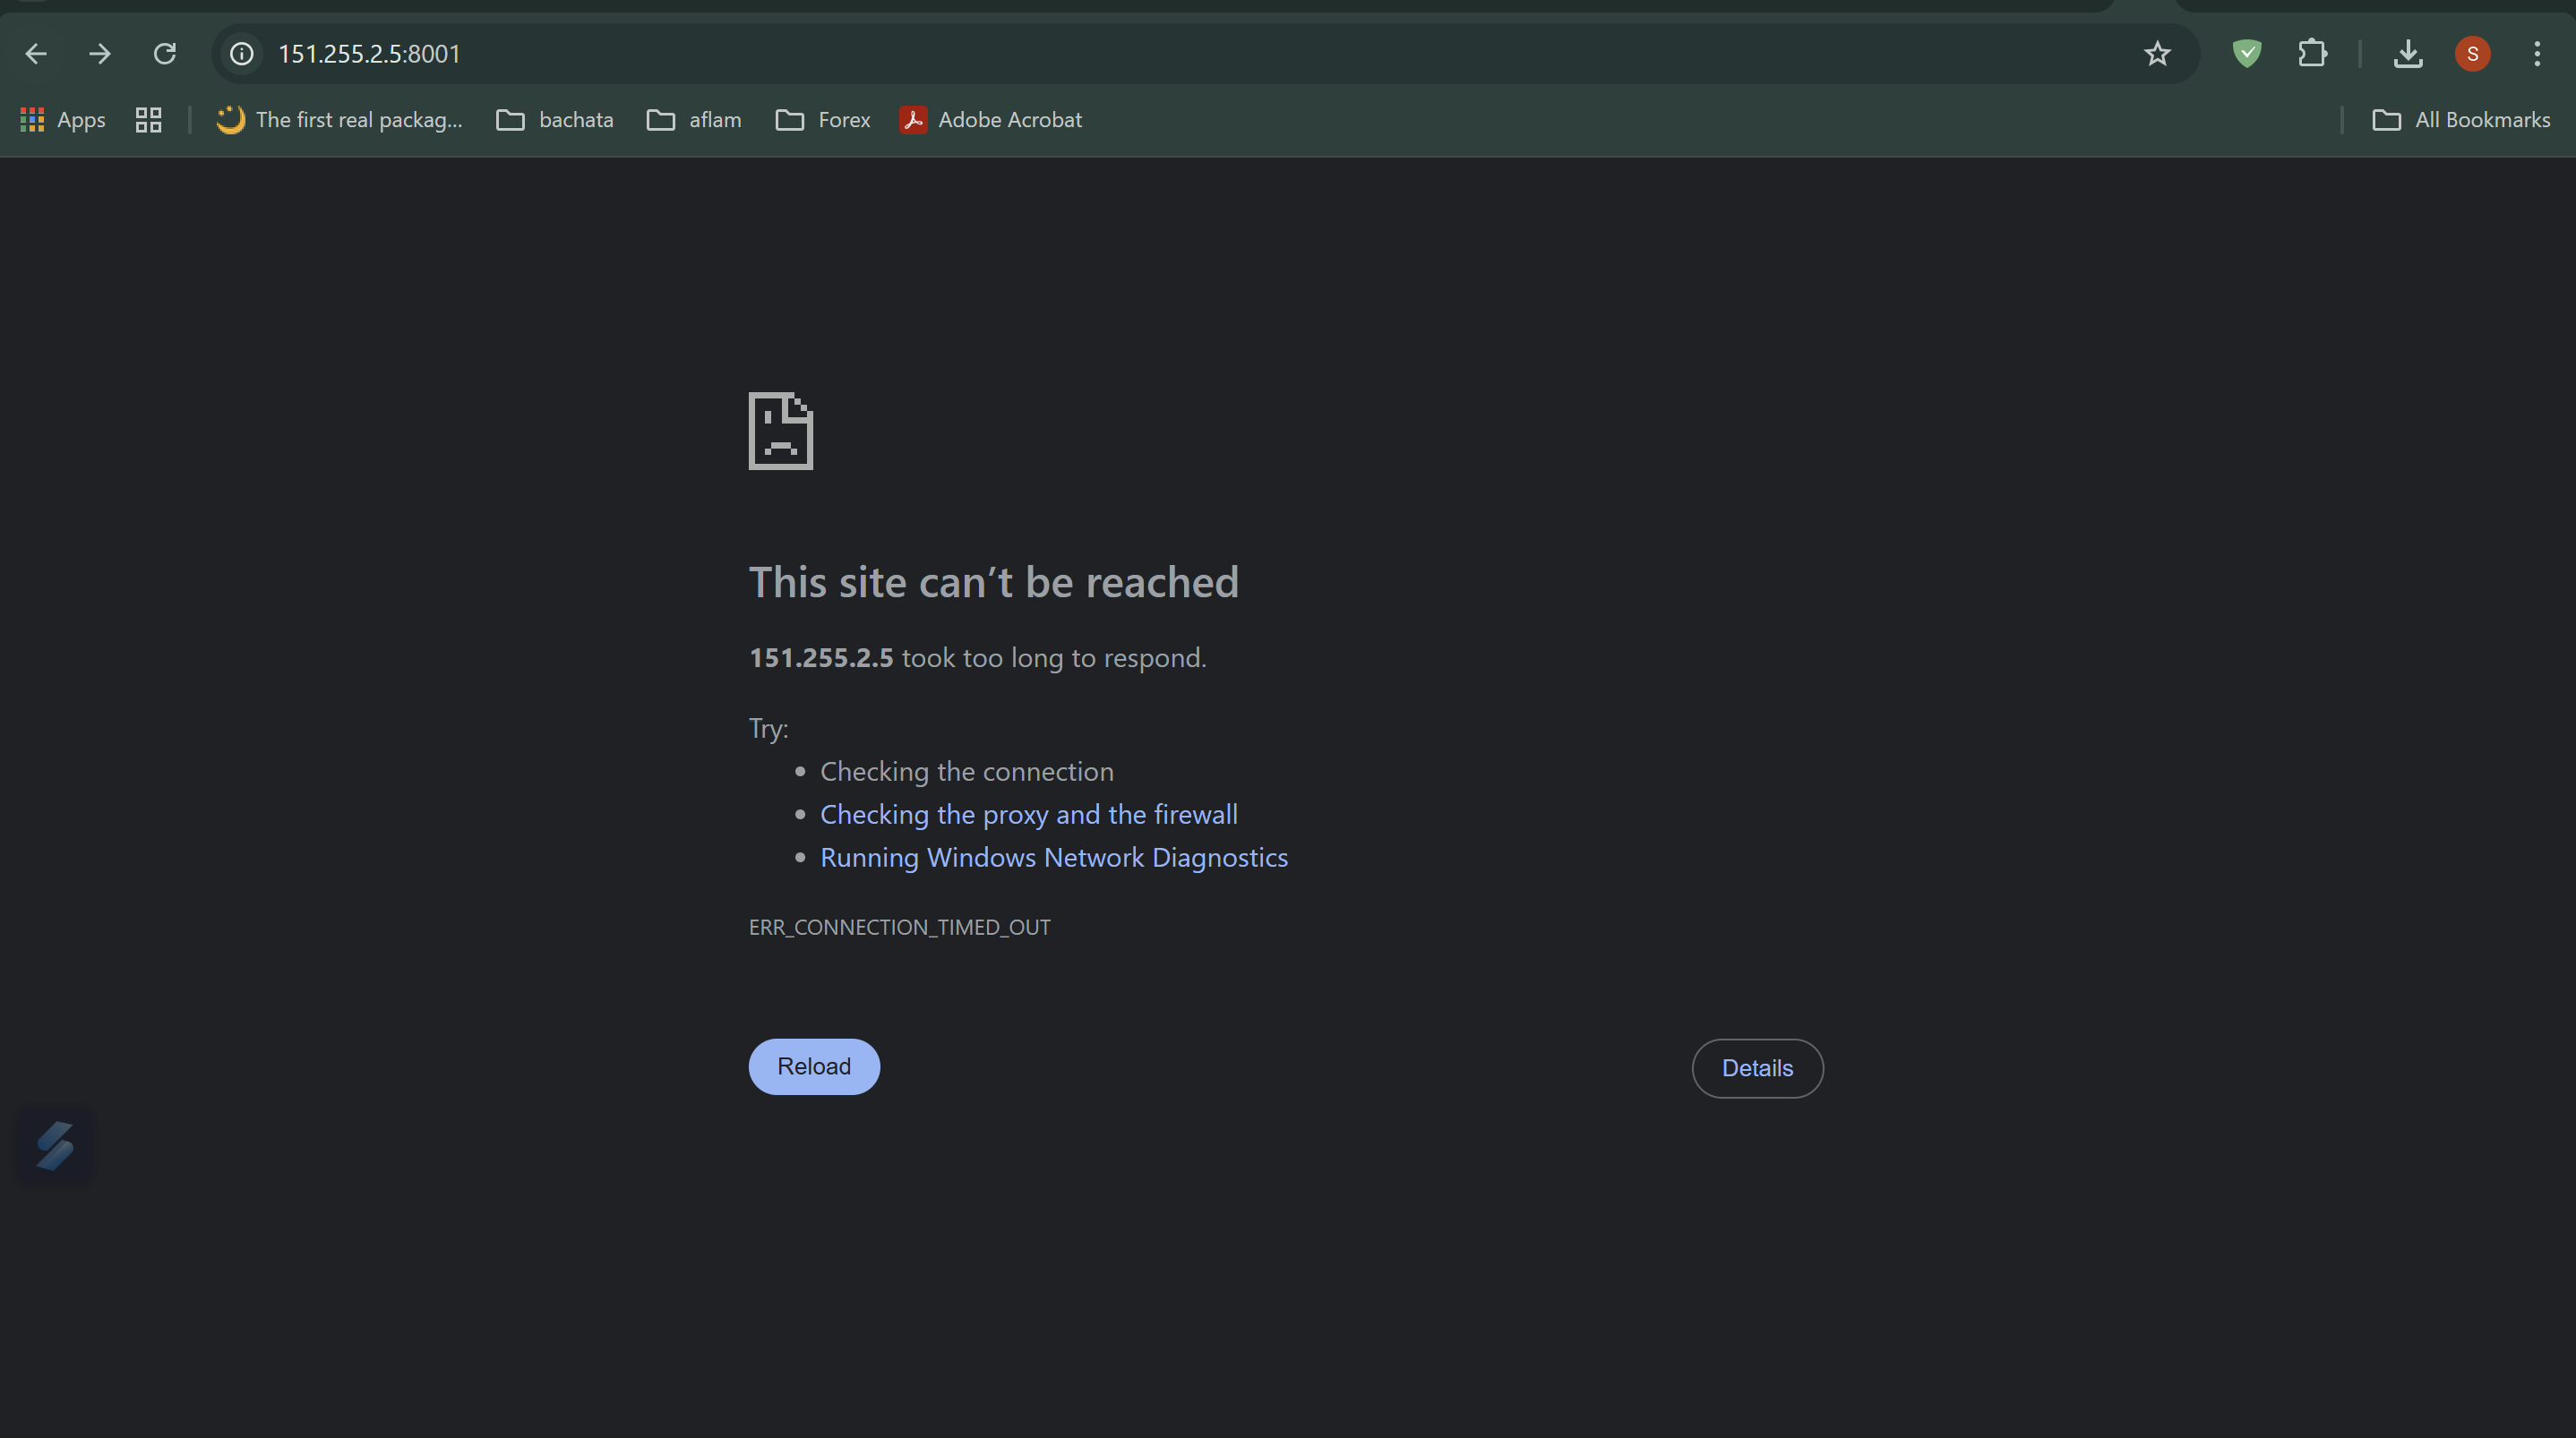 151.255.2.5:8001
S
Apps
The first real packag...
bachata
aflam
Forex
Adobe Acrobat
All Bookmarks
This site can’t be reached
151.255.2.5 took too long to respond.
Try:
Checking the connection
Checking the proxy and the firewall
Running Windows Network Diagnostics
ERR_CONNECTION_TIMED_OUT
Reload
Details